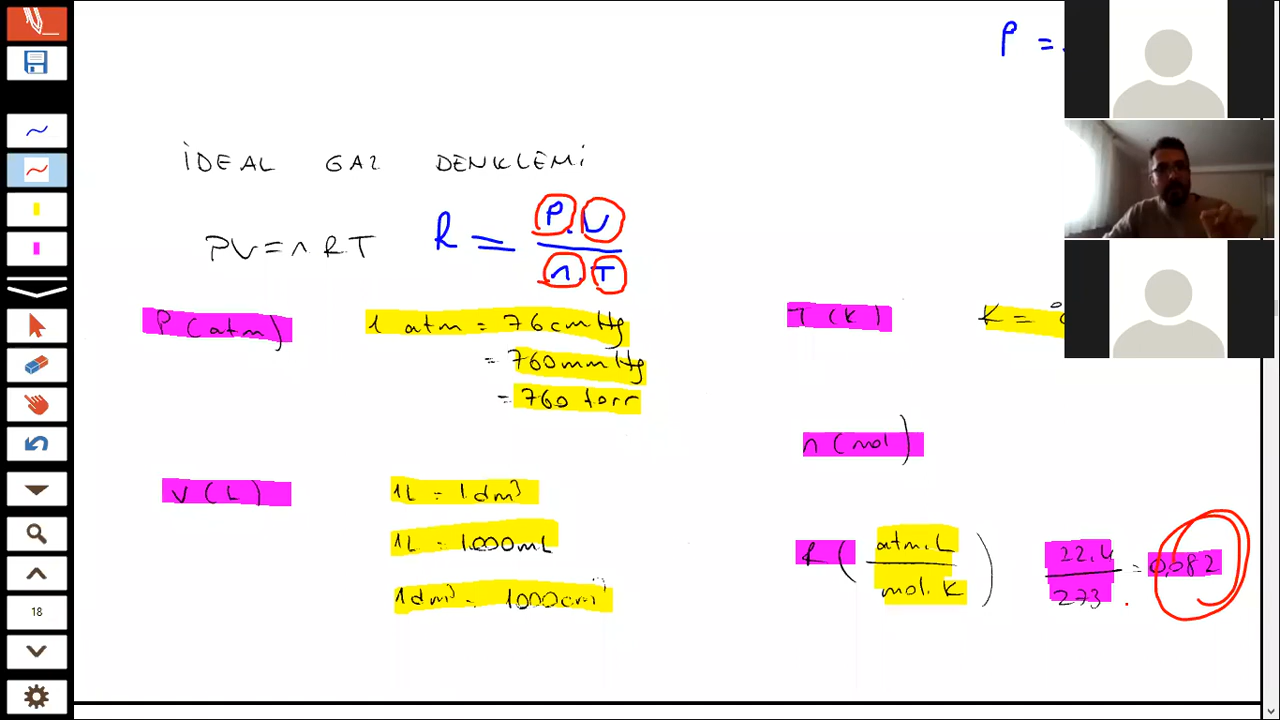 P =
İDEAL GAZ DENKLEMİ
PV = n RT
R = P.V / n.T
P (atm)
1 atm = 76 cmHg
= 760 mmHg
= 760 torr
T (K)
K = °
n (mol)
V (L)
1L = 1dm³
1L = 1000mL
1dm³ = 1000cm³
R ( atm.L / mol.K )
22,4 / 273 = 0,082
18